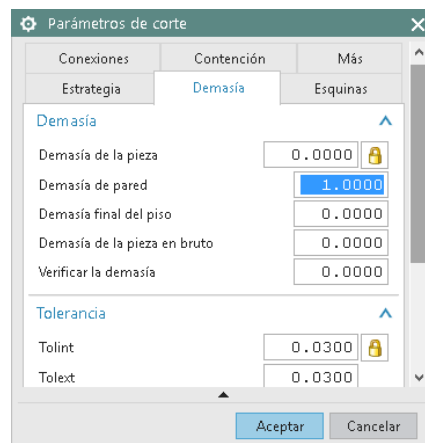 Parámetros de corte
Conexiones Contención Más
Estrategia Demasía Esquinas
Demasía
Demasía de la pieza 0.0000
Demasía de pared 1.0000
Demasía final del piso 0.0000
Demasía de la pieza en bruto 0.0000
Verificar la demasía 0.0000
Tolerancia
Tolint 0.0300
Tolext 0.0300
Aceptar Cancelar